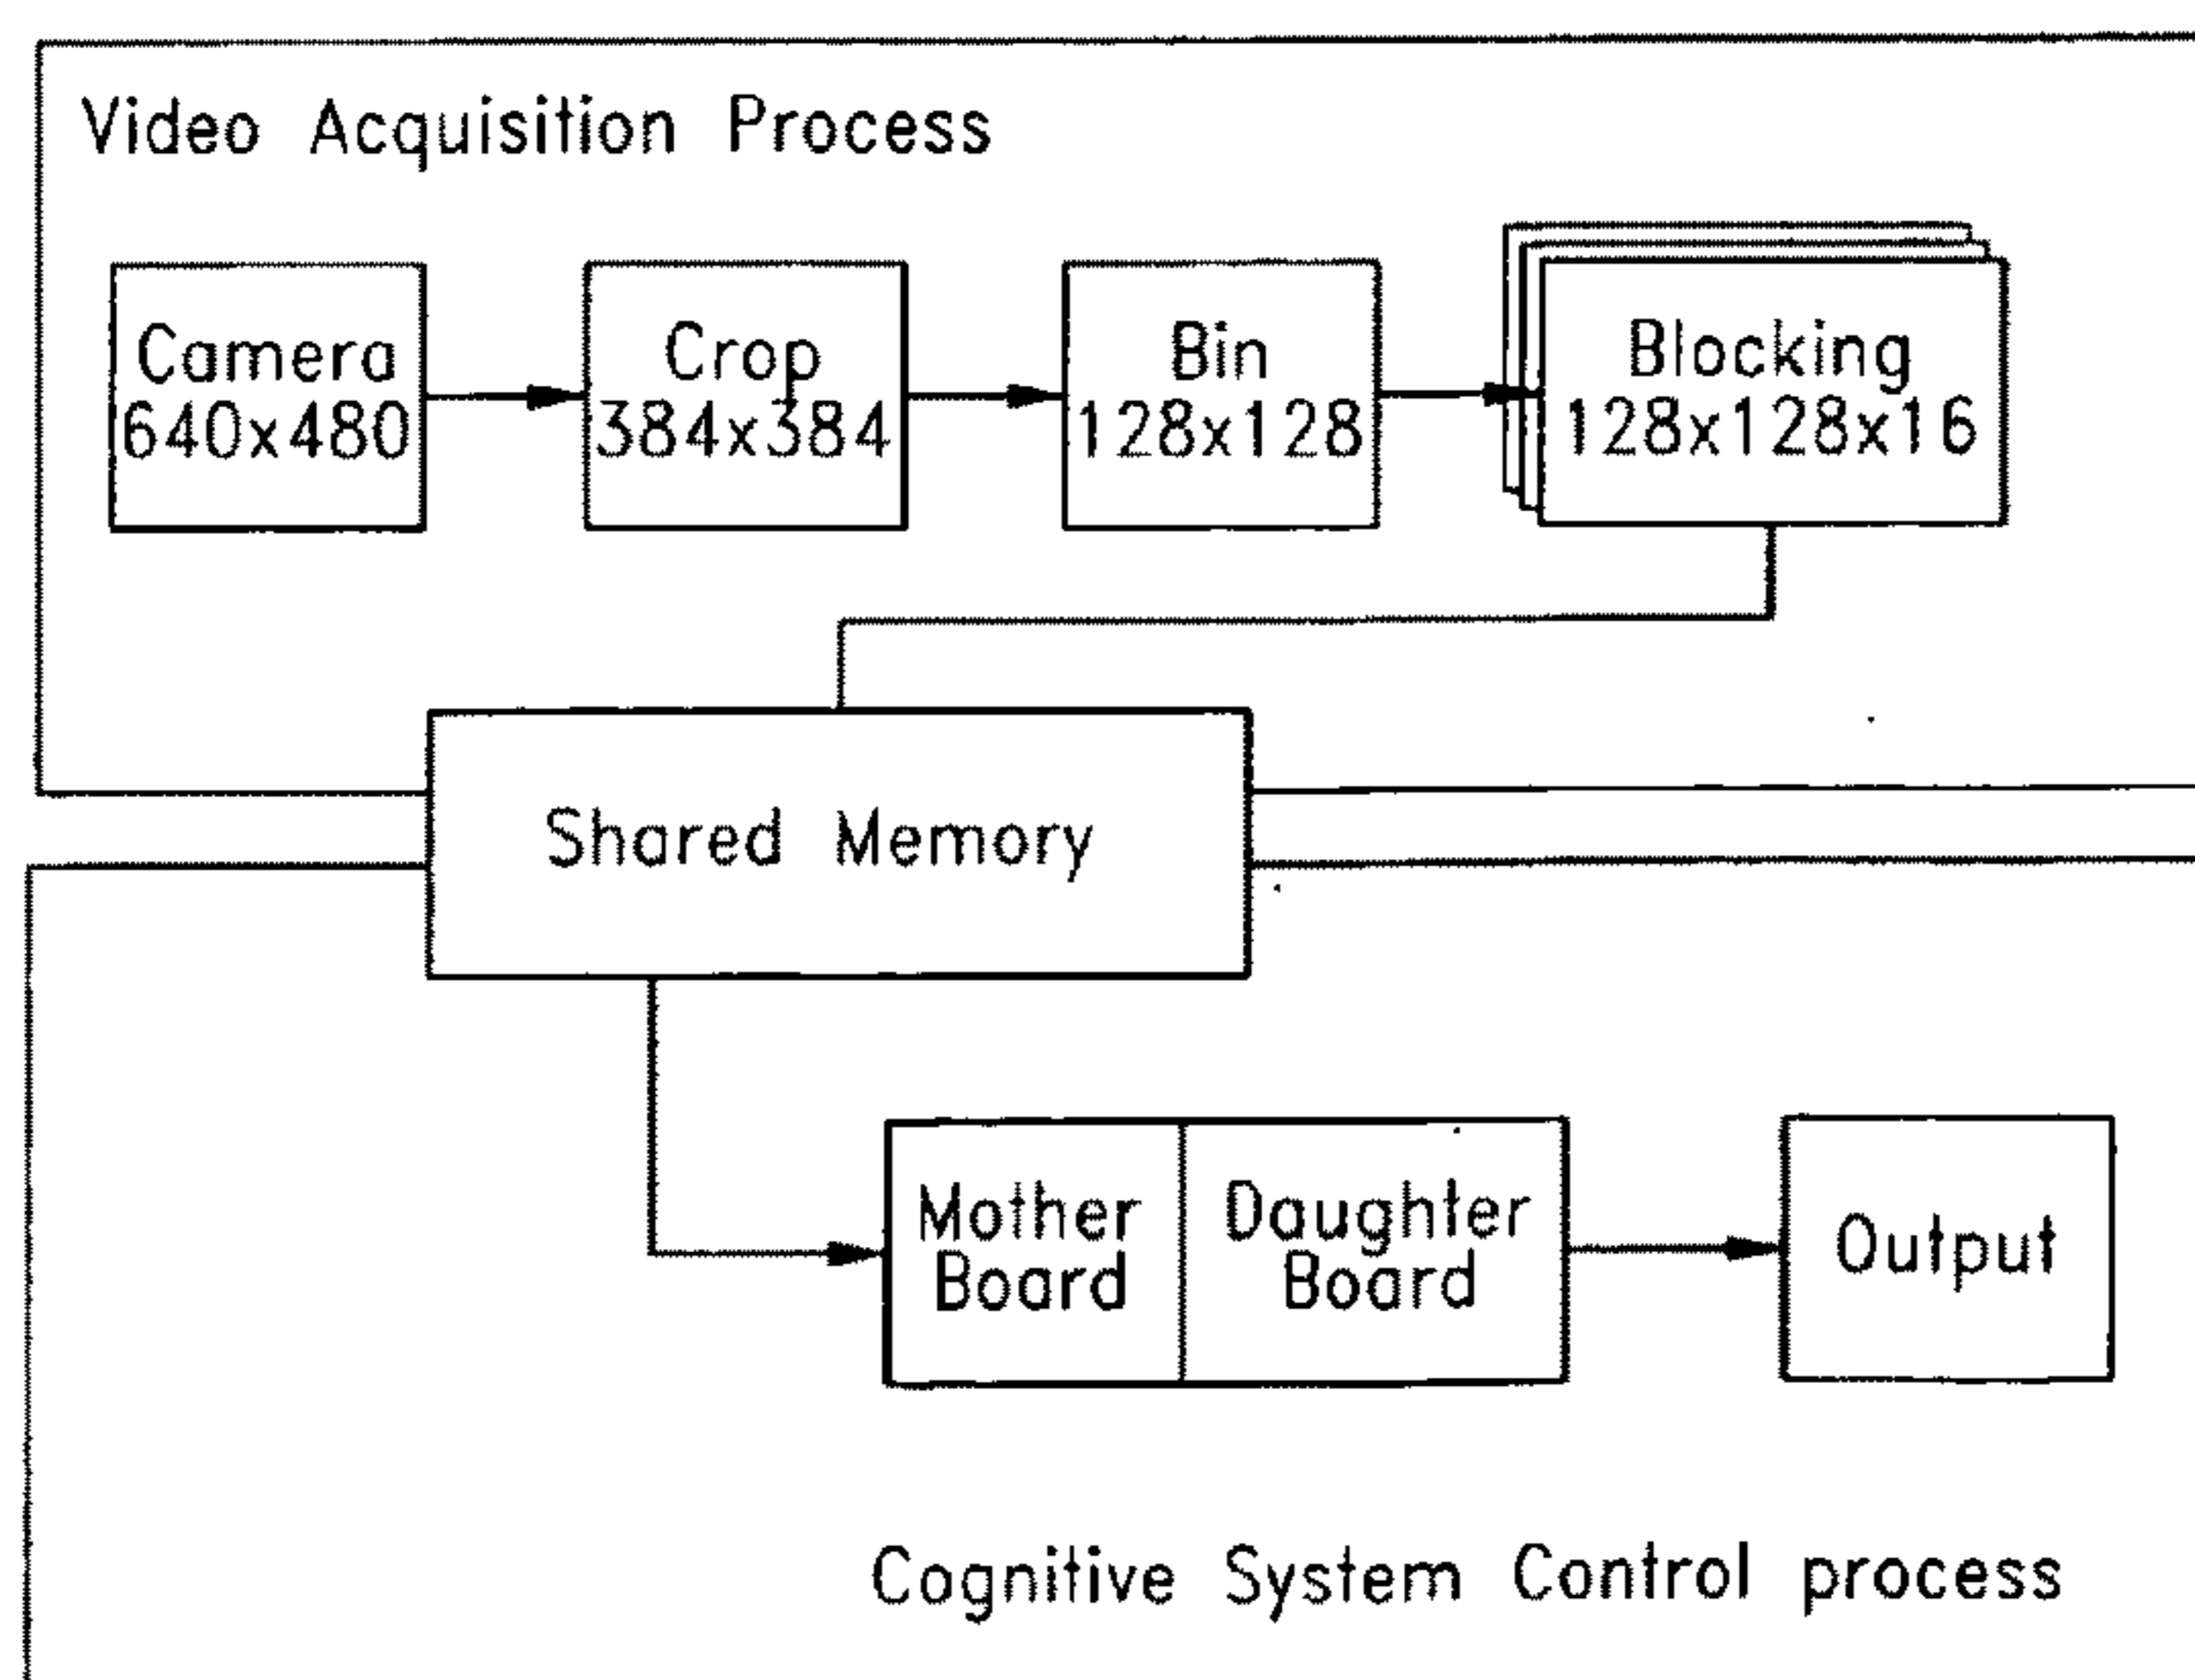 Video Acquisition Process
Camera
640x480
Crop
384x384
Bin
128x128
Blocking
128x128x16
Shared Memory
Mother
Board
Daughter
Board
Output
Cognitive System Control process